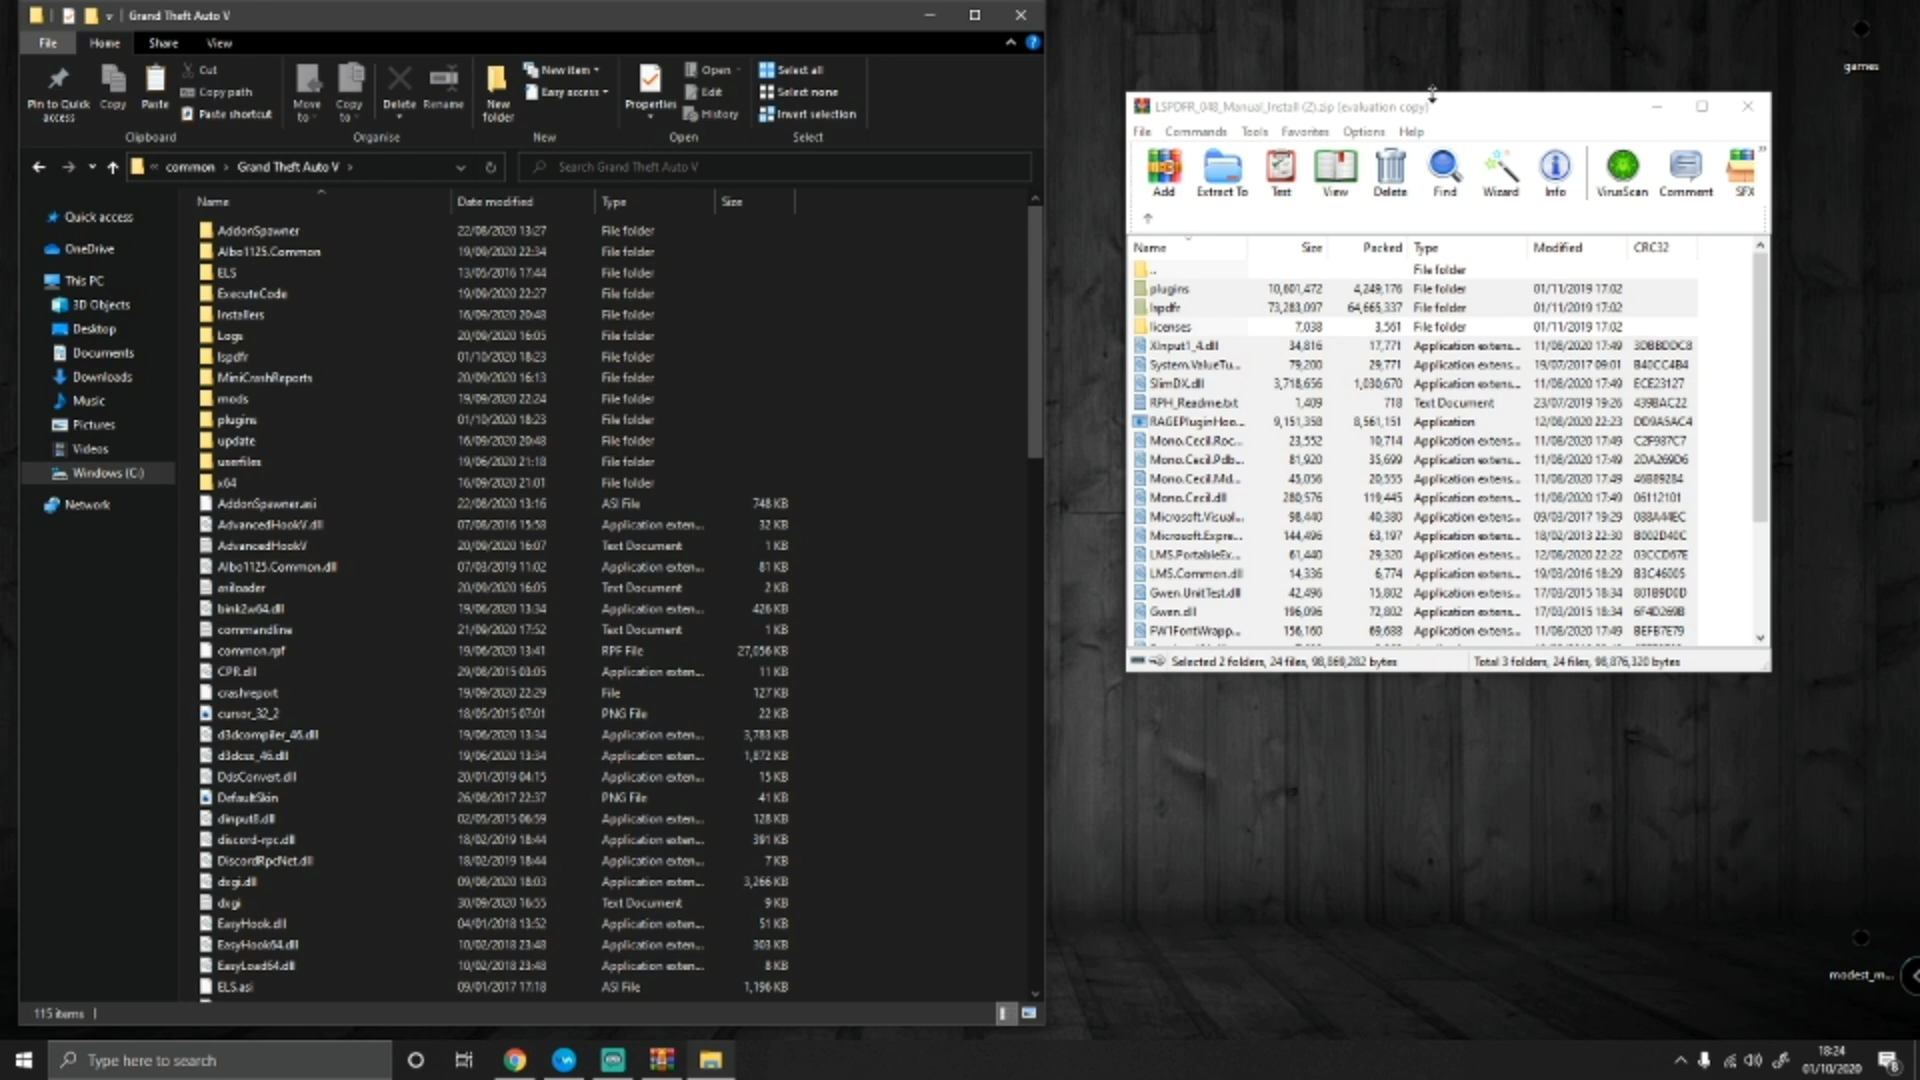 Grand Theft Auto V
File Home Share View
Pin to Quick access
Copy
Paste
Cut
Copy path
Paste shortcut
Clipboard
Move to
Copy to
Delete
Rename
Organise
New folder
New item
Easy access
New
Properties
Open
Edit
History
Open
Select all
Select none
Invert selection
Select
« common > Grand Theft Auto V >
Search Grand Theft Auto V
Quick access
OneDrive
This PC
3D Objects
Desktop
Documents
Downloads
Music
Pictures
Videos
Windows (C:)
Network
Name Date modified Type Size
AddonSpawner 22/08/2020 13:27 File folder
Albo1125.Common 19/09/2020 22:34 File folder
ELS 13/05/2016 17:44 File folder
ExecuteCode 19/09/2020 22:27 File folder
Installers 16/09/2020 20:48 File folder
Logs 20/09/2020 16:05 File folder
lspdfr 01/10/2020 18:23 File folder
MiniCrashReports 20/09/2020 16:13 File folder
mods 19/09/2020 22:24 File folder
plugins 01/10/2020 18:23 File folder
update 16/09/2020 20:48 File folder
userfiles 19/06/2020 21:18 File folder
x64 16/09/2020 21:01 File folder
AddonSpawner.asi 22/08/2020 13:16 ASI File 748 KB
AdvancedHookV.dll 07/08/2016 15:58 Application exten... 32 KB
AdvancedHookV 20/09/2020 16:07 Text Document 1 KB
Albo1125.Common.dll 07/03/2019 11:02 Application exten... 81 KB
asiloader 20/09/2020 16:05 Text Document 2 KB
bink2w64.dll 19/06/2020 13:34 Application exten... 426 KB
commandline 21/09/2020 17:52 Text Document 1 KB
common.rpf 19/06/2020 13:41 RPF File 27,056 KB
CPR.dll 29/08/2015 03:05 Application exten... 11 KB
crashreport 19/09/2020 22:29 File 127 KB
cursor_32_2 18/05/2015 07:01 PNG File 22 KB
d3dcompiler_46.dll 19/06/2020 13:34 Application exten... 3,783 KB
d3dcsx_46.dll 19/06/2020 13:34 Application exten... 1,872 KB
DdsConvert.dll 20/01/2019 04:15 Application exten... 15 KB
DefaultSkin 26/08/2017 22:37 PNG File 41 KB
dinput8.dll 02/05/2015 06:59 Application exten... 128 KB
discord-rpc.dll 18/02/2019 18:44 Application exten... 391 KB
DiscordRpcNet.dll 18/02/2019 18:44 Application exten... 7 KB
dxgi.dll 09/08/2020 18:03 Application exten... 3,266 KB
dxgi 30/09/2020 16:55 Text Document 9 KB
EasyHook.dll 04/01/2018 13:52 Application exten... 51 KB
EasyHook64.dll 10/02/2018 23:48 Application exten... 303 KB
EasyLoad64.dll 10/02/2018 23:48 Application exten... 8 KB
ELS.asi 09/01/2017 17:18 ASI File 1,196 KB
115 items
LSPDFR_048_Manual_Install (2).zip (evaluation copy)
File Commands Tools Favorites Options Help
Add Extract To Test View Delete Find Wizard Info VirusScan Comment SFX
Name Size Packed Type Modified CRC32
.. File folder
plugins 10,601,472 4,249,176 File folder 01/11/2019 17:02
lspdfr 73,283,097 64,665,337 File folder 01/11/2019 17:02
licenses 7,038 3,561 File folder 01/11/2019 17:02
XInput1_4.dll 34,816 17,771 Application extens... 11/08/2020 17:49 3DBBDDC8
System.ValueTu... 79,200 29,771 Application extens... 19/07/2017 09:01 B40CC4B4
SlimDX.dll 3,718,656 1,030,670 Application extens... 11/08/2020 17:49 ECE23127
RPH_Readme.txt 1,409 718 Text Document 23/07/2019 19:26 439BAC22
RAGEPluginHoo... 9,151,358 8,561,151 Application 12/08/2020 22:23 DD9A5AC4
Mono.Cecil.Roc... 23,552 10,714 Application extens... 11/08/2020 17:49 C2F987C7
Mono.Cecil.Pdb... 81,920 35,699 Application extens... 11/08/2020 17:49 2DA269D6
Mono.Cecil.Md... 45,056 20,555 Application extens... 11/08/2020 17:49 46B89284
Mono.Cecil.dll 280,576 119,445 Application extens... 11/08/2020 17:49 06112101
Microsoft.Visual... 98,440 40,380 Application extens... 09/03/2017 19:29 088A44EC
Microsoft.Expre... 144,496 63,197 Application extens... 18/02/2013 22:30 B002D40C
LMS.PortableEx... 61,440 29,320 Application extens... 12/08/2020 22:22 03CCD67E
LMS.Common.dll 14,336 6,774 Application extens... 19/03/2016 18:29 B3C46005
Gwen.UnitTest.dll 42,496 15,802 Application extens... 17/03/2015 18:34 801B9D0D
Gwen.dll 196,096 72,802 Application extens... 17/03/2015 18:34 6F4D269B
FW1FontWrapp... 156,160 69,688 Application extens... 11/08/2020 17:49 BEFB7E79
Selected 2 folders, 24 files, 98,869,282 bytes
Total 3 folders, 24 files, 98,876,320 bytes
games
modest_m...
Type here to search
18:24
01/10/2020